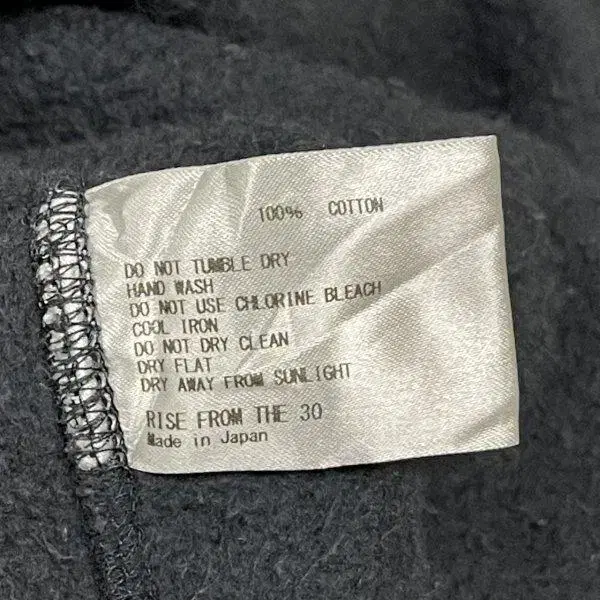 100% COTTON
DO NOT TUMBLE DRY
HAND WASH
DO NOT USE CHLORINE BLEACH
COOL IRON
DO NOT DRY CLEAN
DRY FLAT
DRY AWAY FROM SUNLIGHT
RISE FROM THE 30
Made in Japan